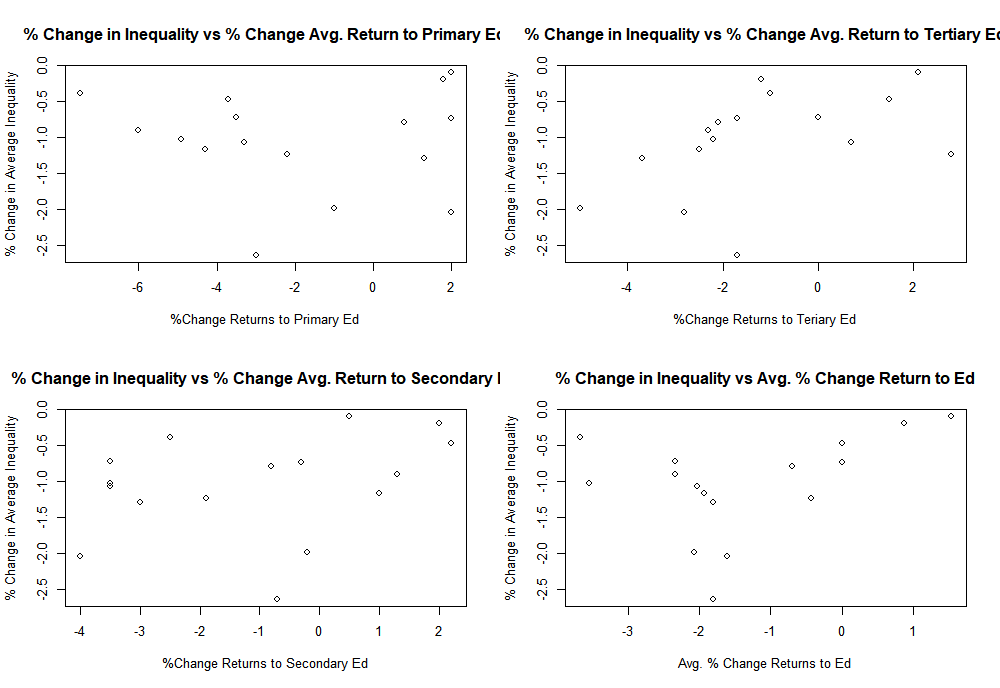 % Change in Inequality vs % Change Avg. Return to Primary Ed
% Change in Average Inequality
0.0
-0.5
-1.0
-1.5
-2.0
-2.5
-6 -4 -2 0 2
%Change Returns to Primary Ed
% Change in Inequality vs % Change Avg. Return to Tertiary Ed
% Change in Average Inequality
0.0
-0.5
-1.0
-1.5
-2.0
-2.5
-4 -2 0 2
%Change Returns to Teriary Ed
% Change in Inequality vs % Change Avg. Return to Secondary
% Change in Average Inequality
0.0
-0.5
-1.0
-1.5
-2.0
-2.5
-4 -3 -2 -1 0 1 2
%Change Returns to Secondary Ed
% Change in Inequality vs Avg. % Change Return to Ed
% Change in Average Inequality
0.0
-0.5
-1.0
-1.5
-2.0
-2.5
-3 -2 -1 0 1
Avg. % Change Returns to Ed